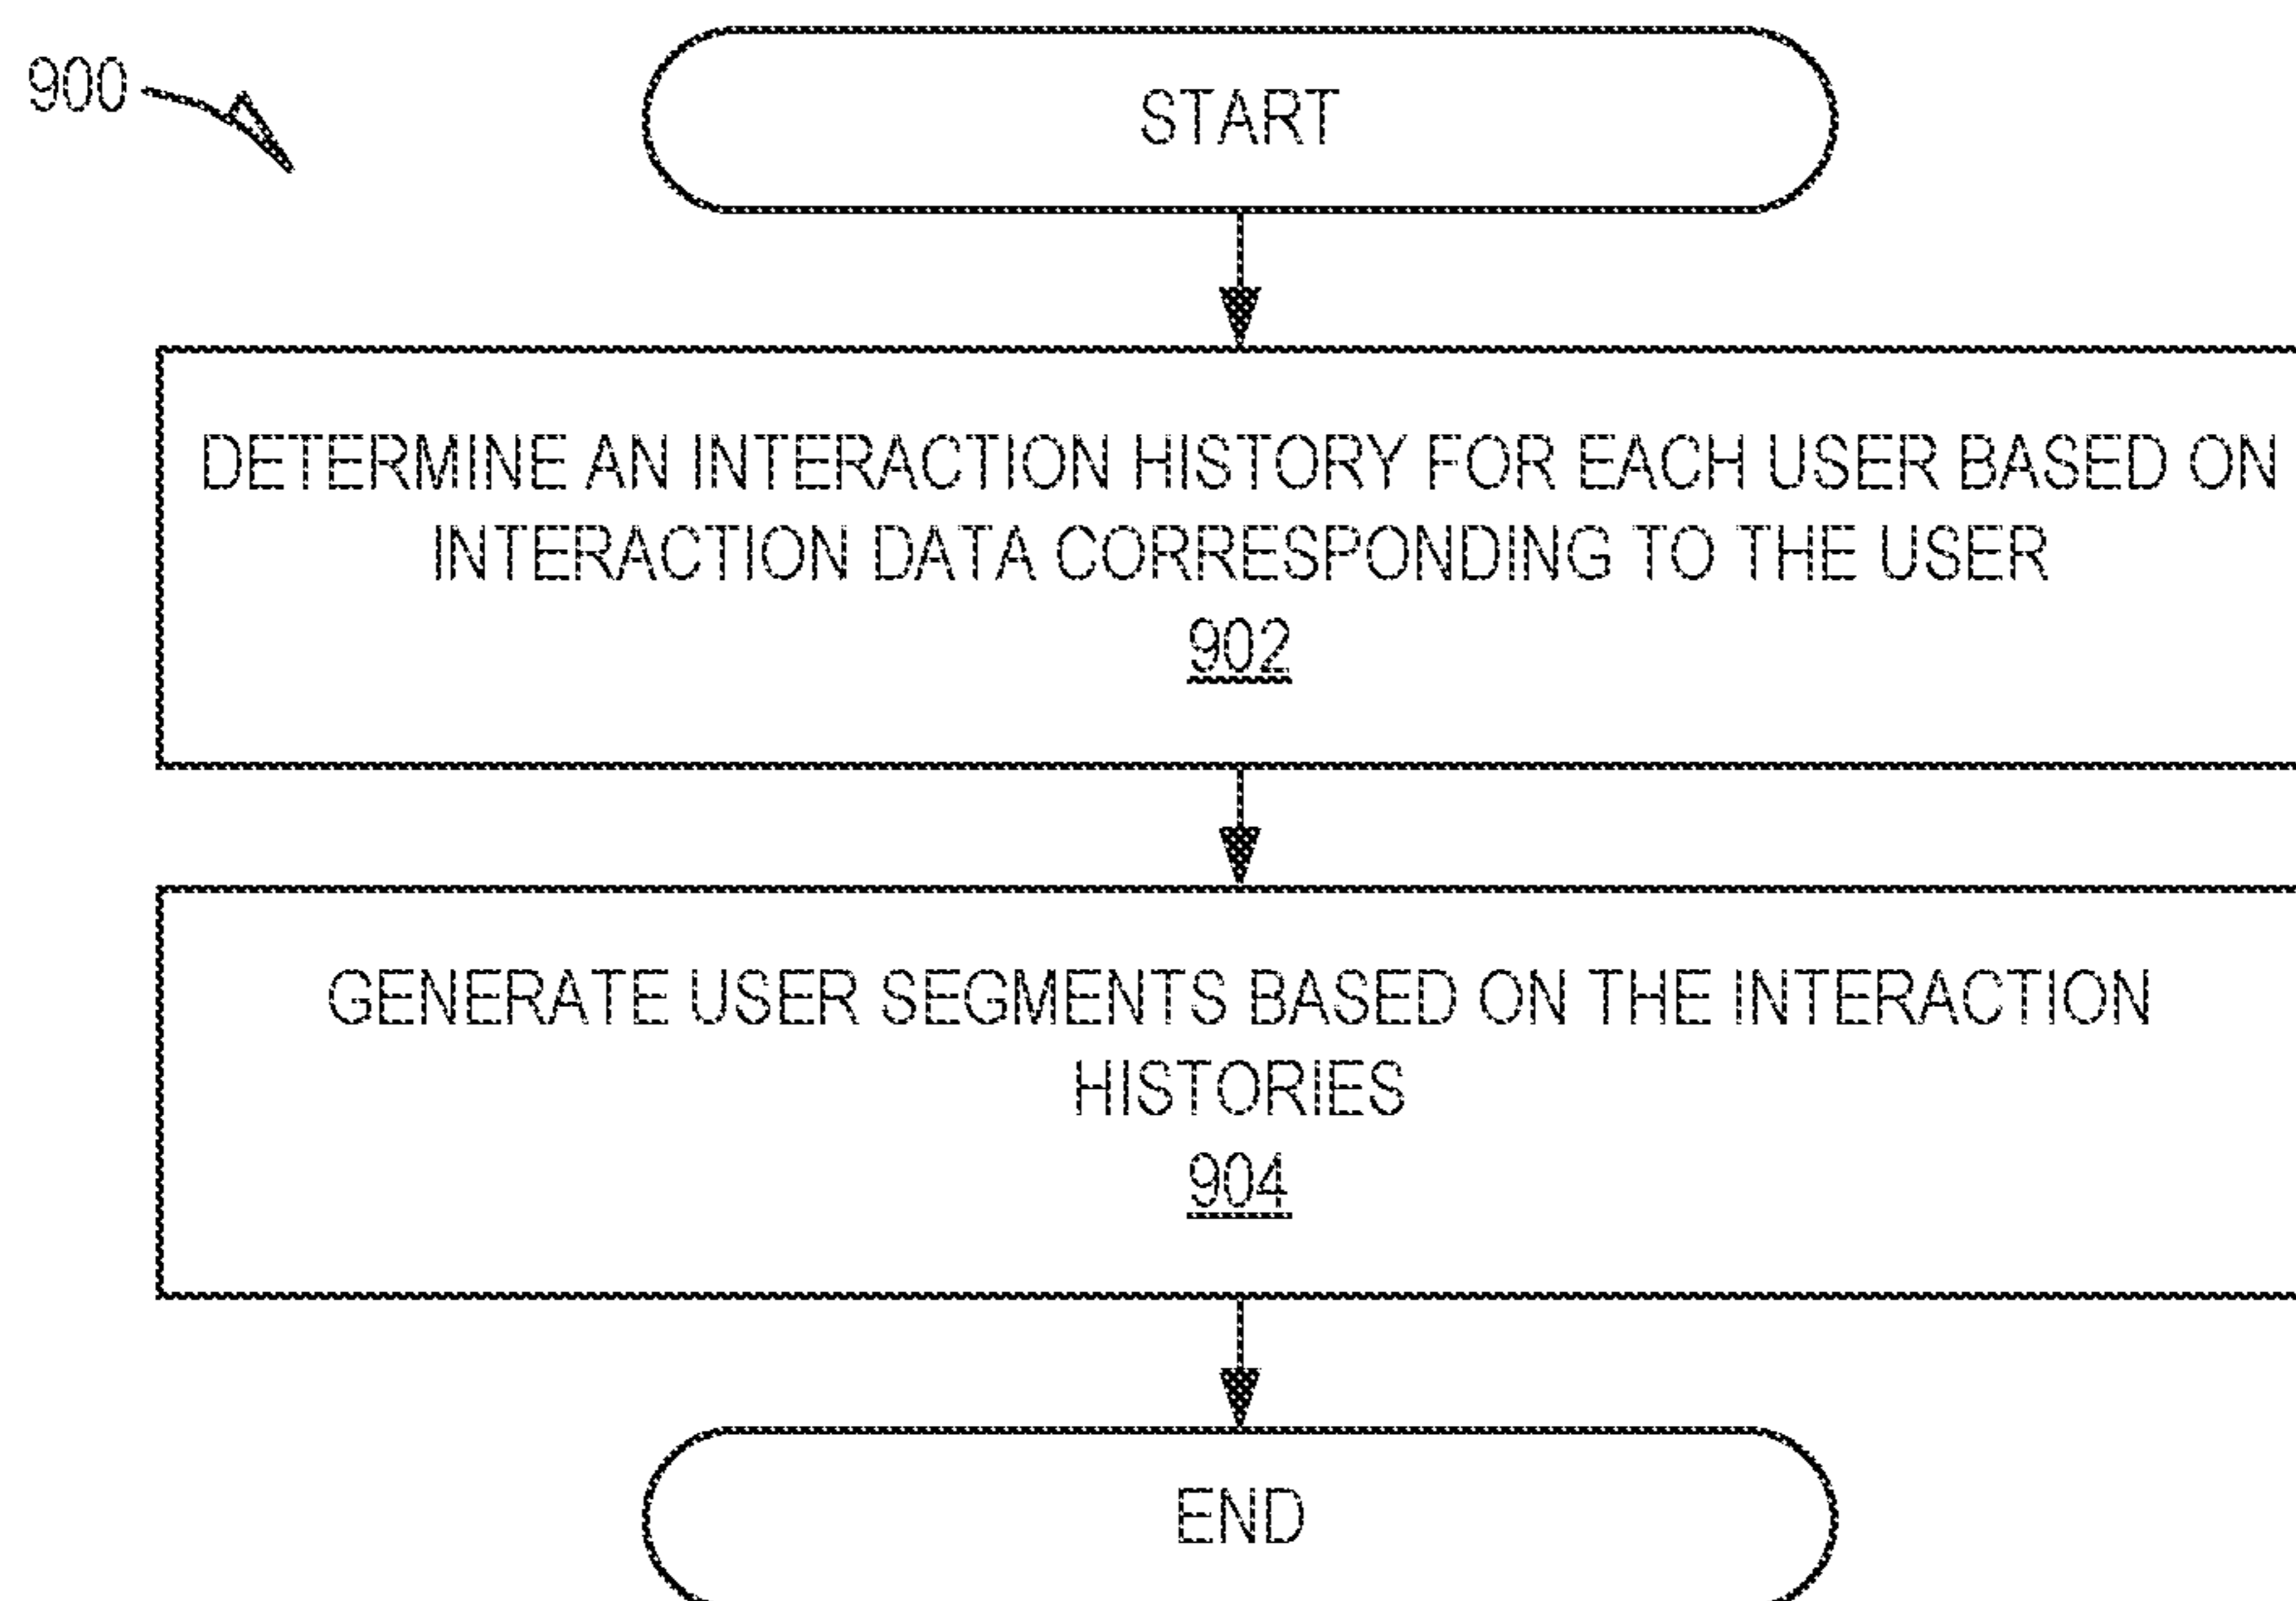 900
START
DETERMINE AN INTERACTION HISTORY FOR EACH USER BASED ON
INTERACTION DATA CORRESPONDING TO THE USER
902
GENERATE USER SEGMENTS BASED ON THE INTERACTION
HISTORIES
904
END